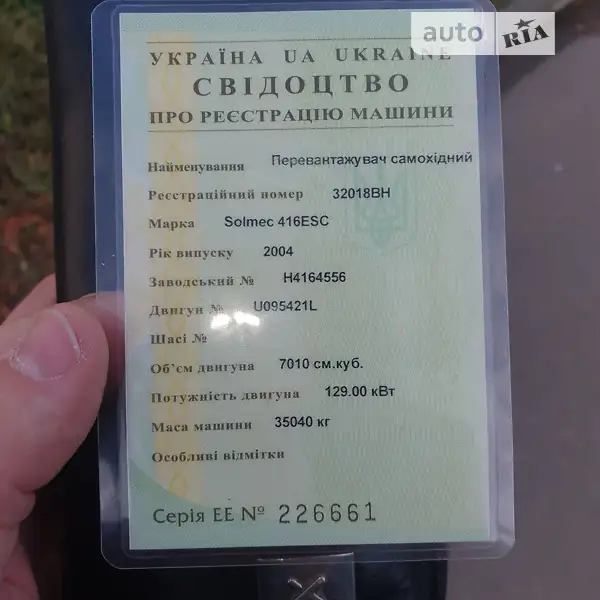 auto RIA
УКРАЇНА UA UKRAINE
СВІДОЦТВО
ПРО РЕЄСТРАЦІЮ МАШИНИ
Найменування Перевантажувач самохідний
Реєстраційний номер 32018ВН
Марка Solmec 416ESC
Рік випуску 2004
Заводський № H4164556
Двигун № U095421L
Шасі №
Об'єм двигуна 7010 см.куб.
Потужність двигуна 129.00 кВт
Маса машини 35040 кг
Особливі відмітки
Серія ЕЕ № 226661